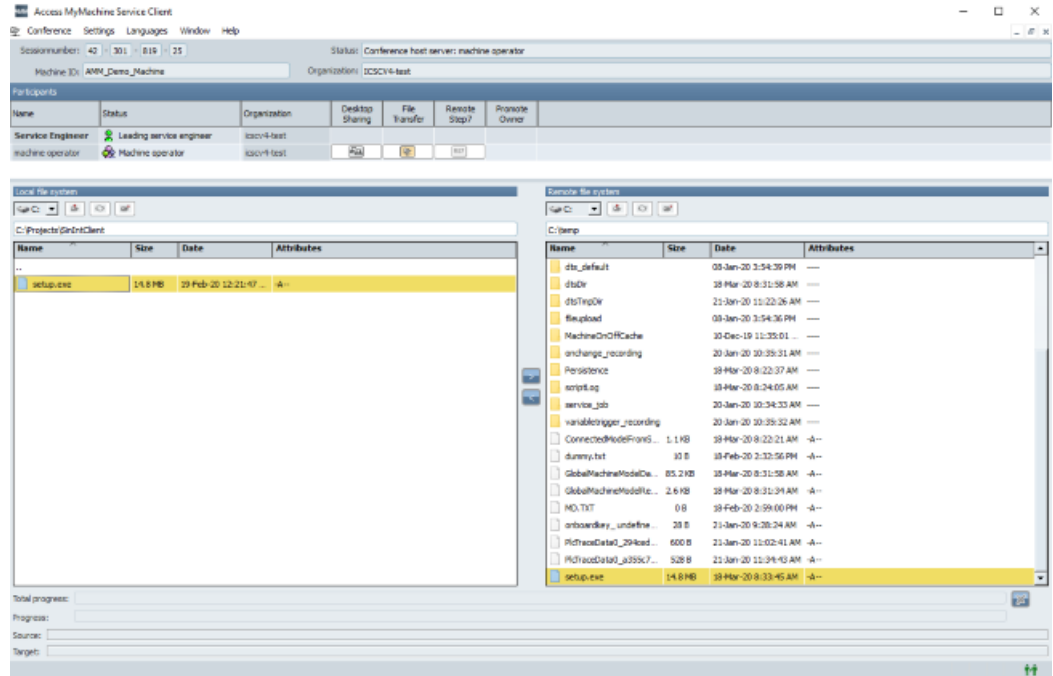 Access MyMachine Service Client
Conference Settings Languages Window Help
Sessionnumber: 42 - 301 - 819 - 25 Status: Conference host server: machine operator
Machine ID: AMM_Demo_Machine Organization: ICSCV4-test
Participants
Name Status Organization Desktop Sharing File Transfer Remote Step7 Promote Owner
Service Engineer Leading service engineer icscv4-test
machine operator Machine operator icscv4-test
Local file system Remote file system
C: C:
C:\Projects\SinIntClient C:\temp
Name Size Date Attributes Name Size Date Attributes
.. dts_default 08-Jan-20 3:54:39 PM ----
setup.exe 14.8 MB 19-Feb-20 12:21:47 ... -A-- dtsDir 18-Mar-20 8:31:58 AM ----
dtsTmpDir 21-Jan-20 11:22:26 AM ----
fileupload 08-Jan-20 3:54:36 PM ----
MachineOnOffCache 10-Dec-19 11:35:01 ... ----
onchange_recording 20-Jan-20 10:35:31 AM ----
Persistence 18-Mar-20 8:22:37 AM ----
scriptLog 18-Mar-20 8:24:05 AM ----
service_job 20-Jan-20 10:34:33 AM ----
variabletrigger_recording 20-Jan-20 10:35:32 AM ----
ConnectedModelFromS... 1.1 KB 18-Mar-20 8:22:21 AM -A--
dummy.txt 10 B 18-Feb-20 2:32:56 PM -A--
GlobalMachineModelDe... 85.2 KB 18-Mar-20 8:31:58 AM -A--
GlobalMachineModelRe... 2.6 KB 18-Mar-20 8:31:34 AM -A--
MD.TXT 0 B 18-Feb-20 2:59:00 PM -A--
onboardkey_undefine... 28 B 21-Jan-20 9:28:24 AM -A--
PlcTraceData0_294ced... 600 B 21-Jan-20 11:02:41 AM -A--
PlcTraceData0_a355c7... 528 B 21-Jan-20 11:34:43 AM -A--
setup.exe 14.8 MB 18-Mar-20 8:33:45 AM -A--
Total progress:
Progress:
Source:
Target: